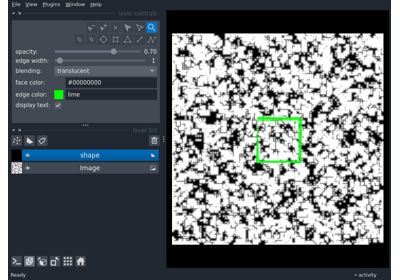 File View Plugins Window Help
layer controls
opacity: 0.70
edge width: 1
blending: translucent
face color: #00000000
edge color: lime
display text:
layer list
shape
Image
Ready
activity